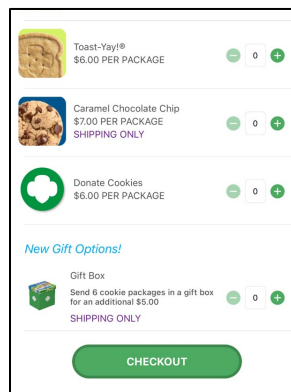 Toast-Yay!®
$6.00 PER PACKAGE
0
Caramel Chocolate Chip
$7.00 PER PACKAGE
SHIPPING ONLY
0
Donate Cookies
$6.00 PER PACKAGE
0
New Gift Options!
Gift Box
Send 6 cookie packages in a gift box
for an additional $5.00
SHIPPING ONLY
0
CHECKOUT